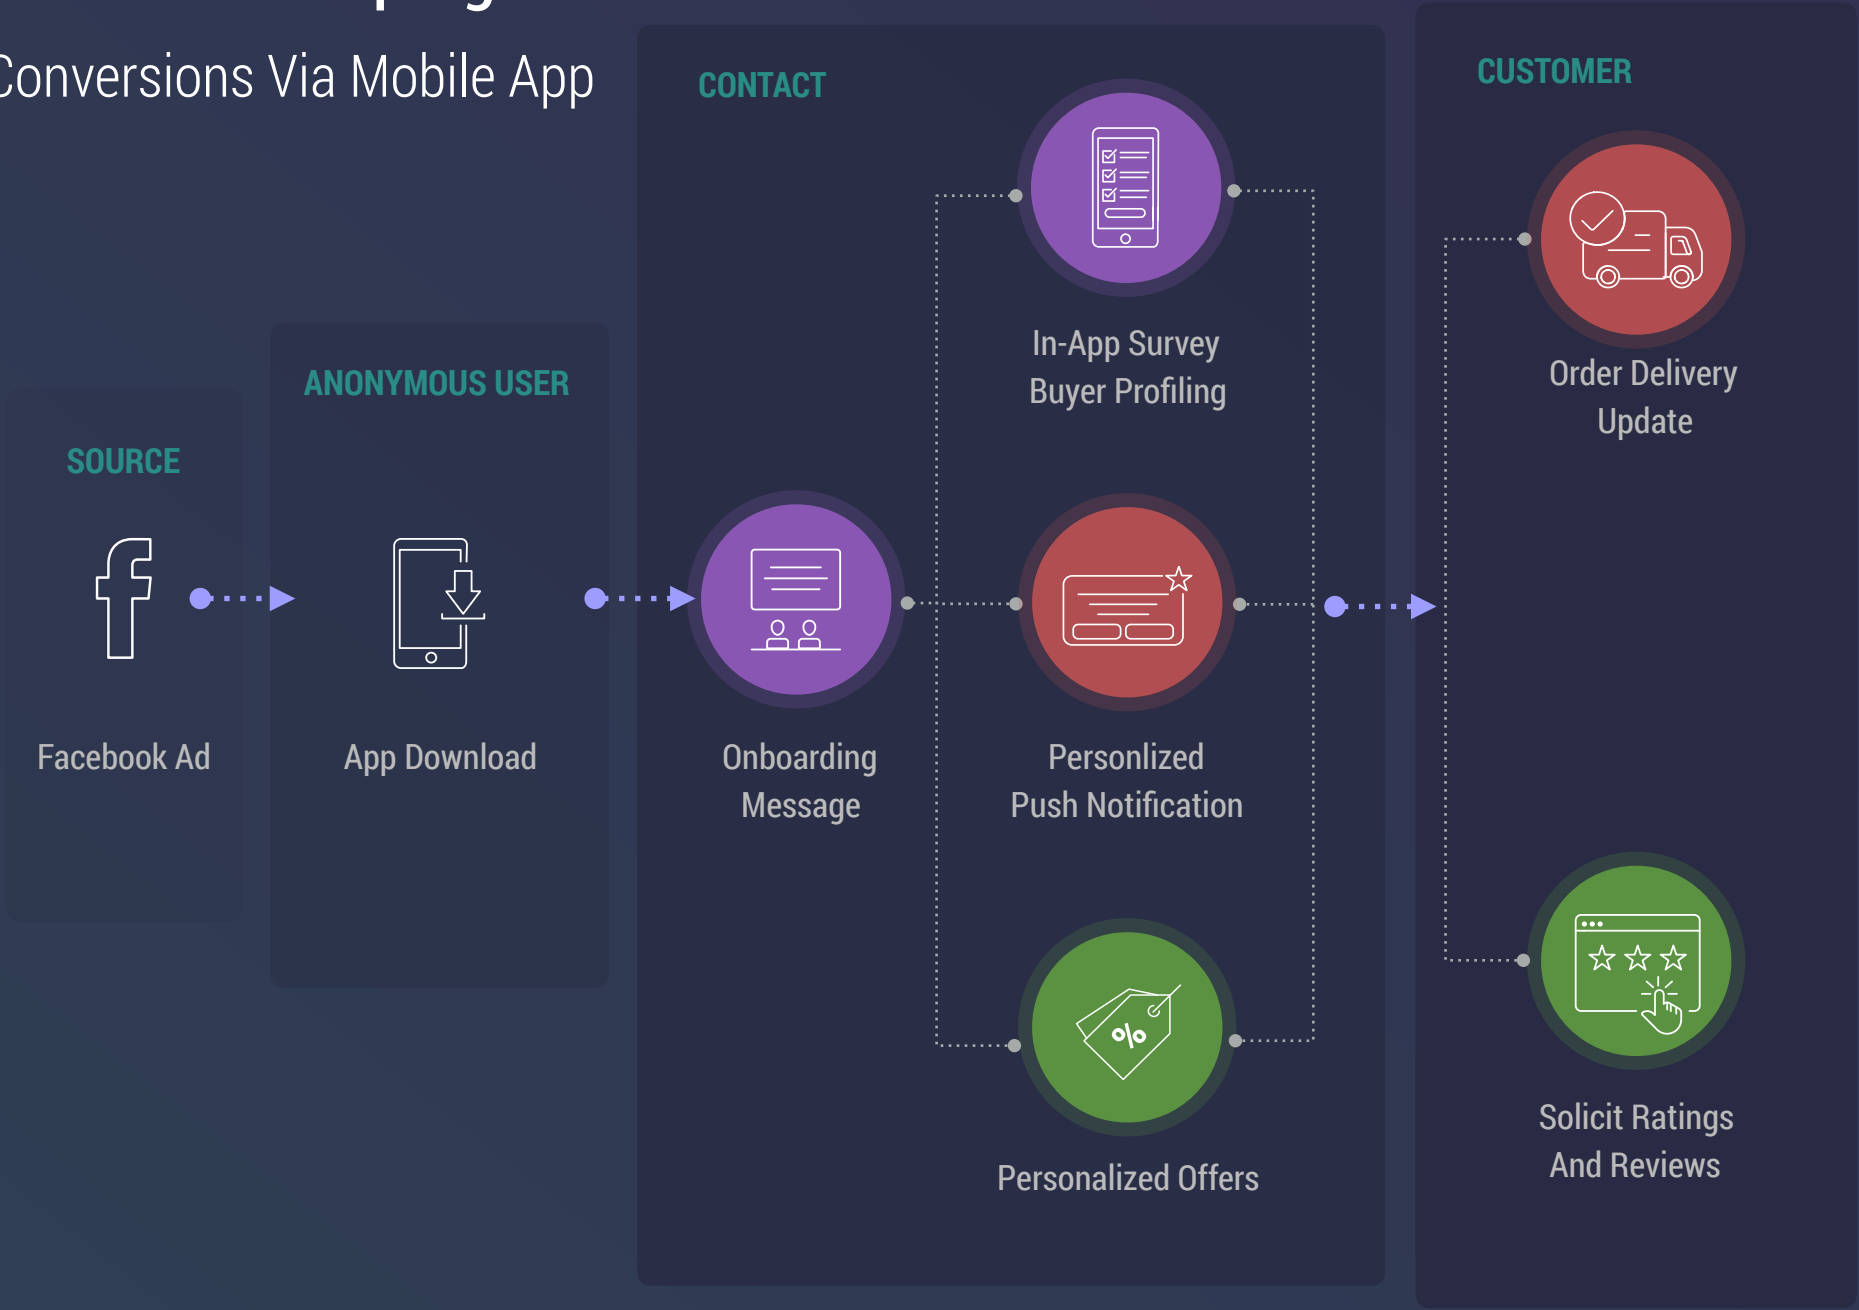 Conversions Via Mobile App
SOURCE
Facebook Ad
ANONYMOUS USER
App Download
CONTACT
Onboarding
Message
In-App Survey
Buyer Profiling
Personlized
Push Notification
%
Personalized Offers
CUSTOMER
Order Delivery
Update
Solicit Ratings
And Reviews